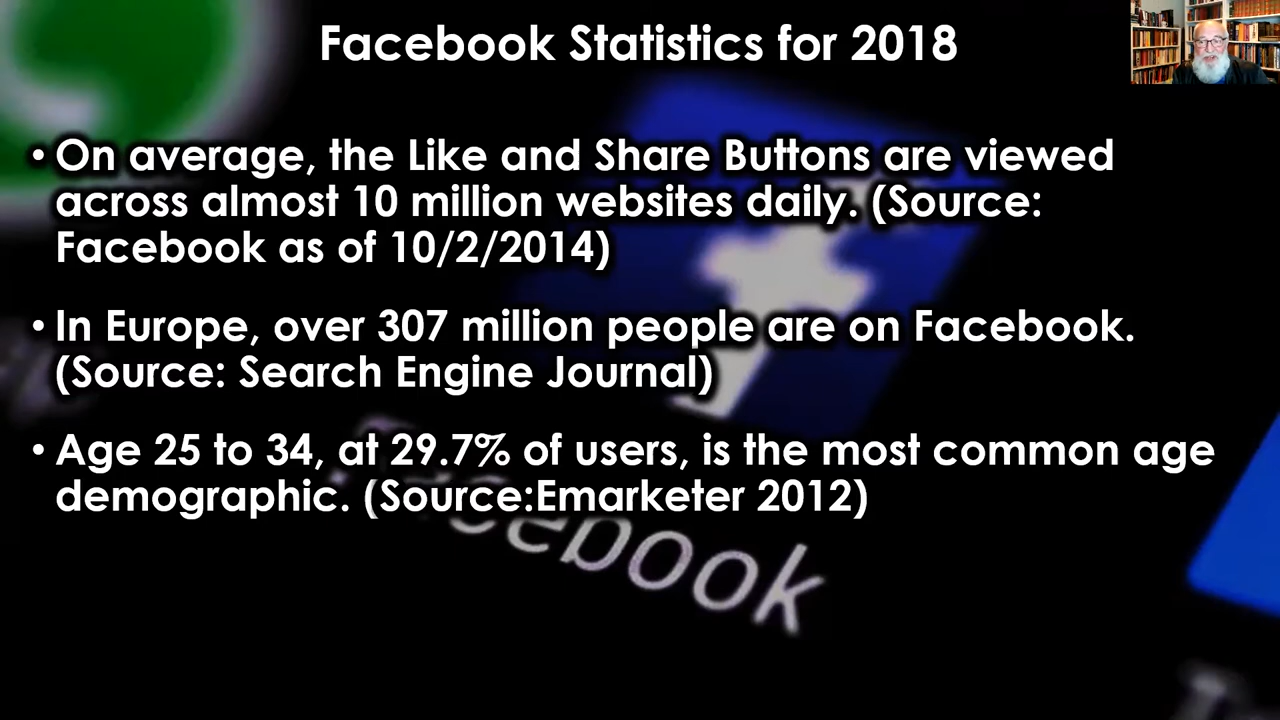 Facebook Statistics for 2018
• On average, the Like and Share Buttons are viewed
across almost 10 million websites daily. (Source:
Facebook as of 10/2/2014)
• In Europe, over 307 million people are on Facebook.
(Source: Search Engine Journal)
• Age 25 to 34, at 29.7% of users, is the most common age
demographic. (Source:Emarketer 2012)
Facebook